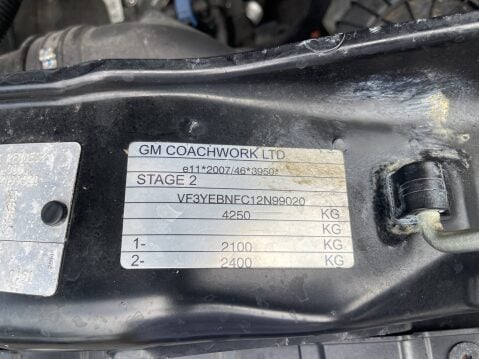 GM COACHWORK LTD
e11*2007/46*3950*
STAGE 2
VF3YEBNFC12N99020
4250 KG
KG
1- 2100 KG
2- 2400 KG